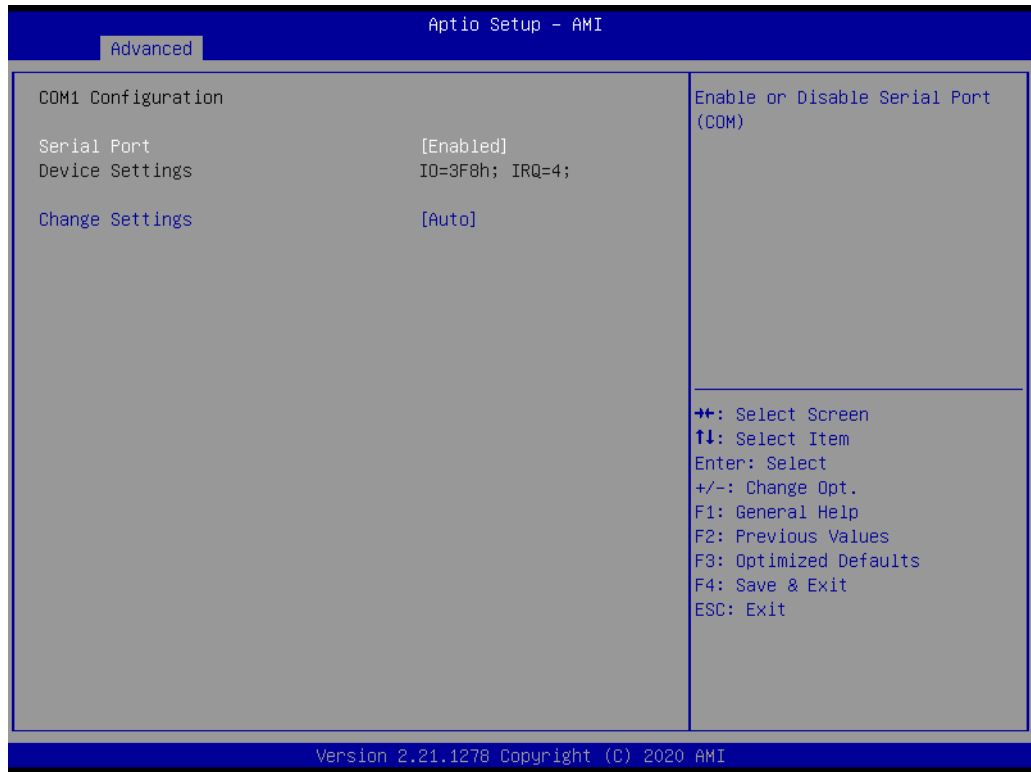 Aptio Setup – AMI
Advanced
COM1 Configuration
Serial Port [Enabled]
Device Settings IO=3F8h; IRQ=4;
Change Settings [Auto]
Enable or Disable Serial Port
(COM)
→←: Select Screen
↑↓: Select Item
Enter: Select
+/-: Change Opt.
F1: General Help
F2: Previous Values
F3: Optimized Defaults
F4: Save & Exit
ESC: Exit
Version 2.21.1278 Copyright (C) 2020 AMI